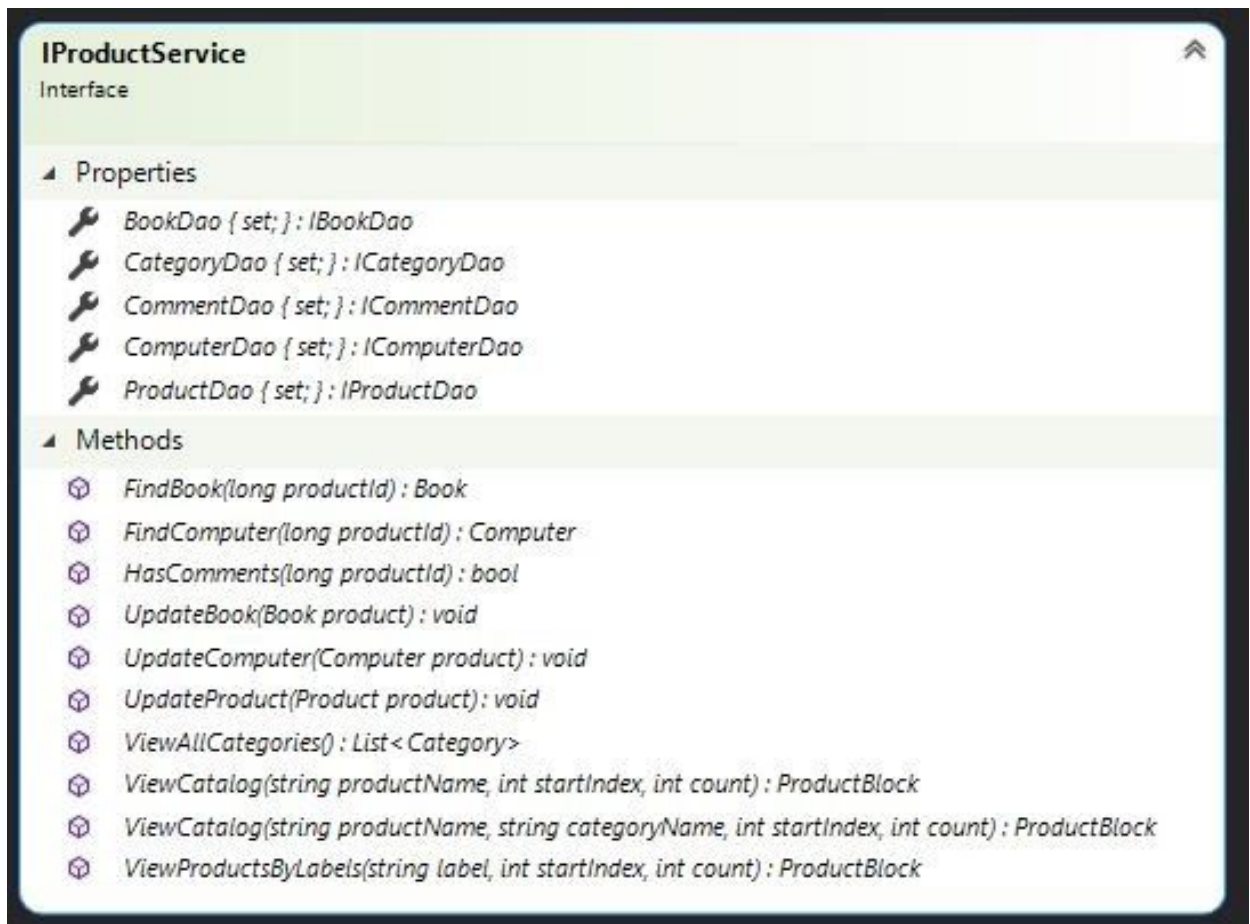 IProductService
Interface
Properties
BookDao { set; } : IBookDao
CategoryDao { set; } : ICategoryDao
CommentDao { set; } : ICommentDao
ComputerDao { set; } : IComputerDao
ProductDao { set; } : IProductDao
Methods
FindBook(long productId) : Book
FindComputer(long productId) : Computer
HasComments(long productId) : bool
UpdateBook(Book product) : void
UpdateComputer(Computer product) : void
UpdateProduct(Product product) : void
ViewAllCategories() : List<Category>
ViewCatalog(string productName, int startIndex, int count) : ProductBlock
ViewCatalog(string productName, string categoryName, int startIndex, int count) : ProductBlock
ViewProductsByLabels(string label, int startIndex, int count) : ProductBlock